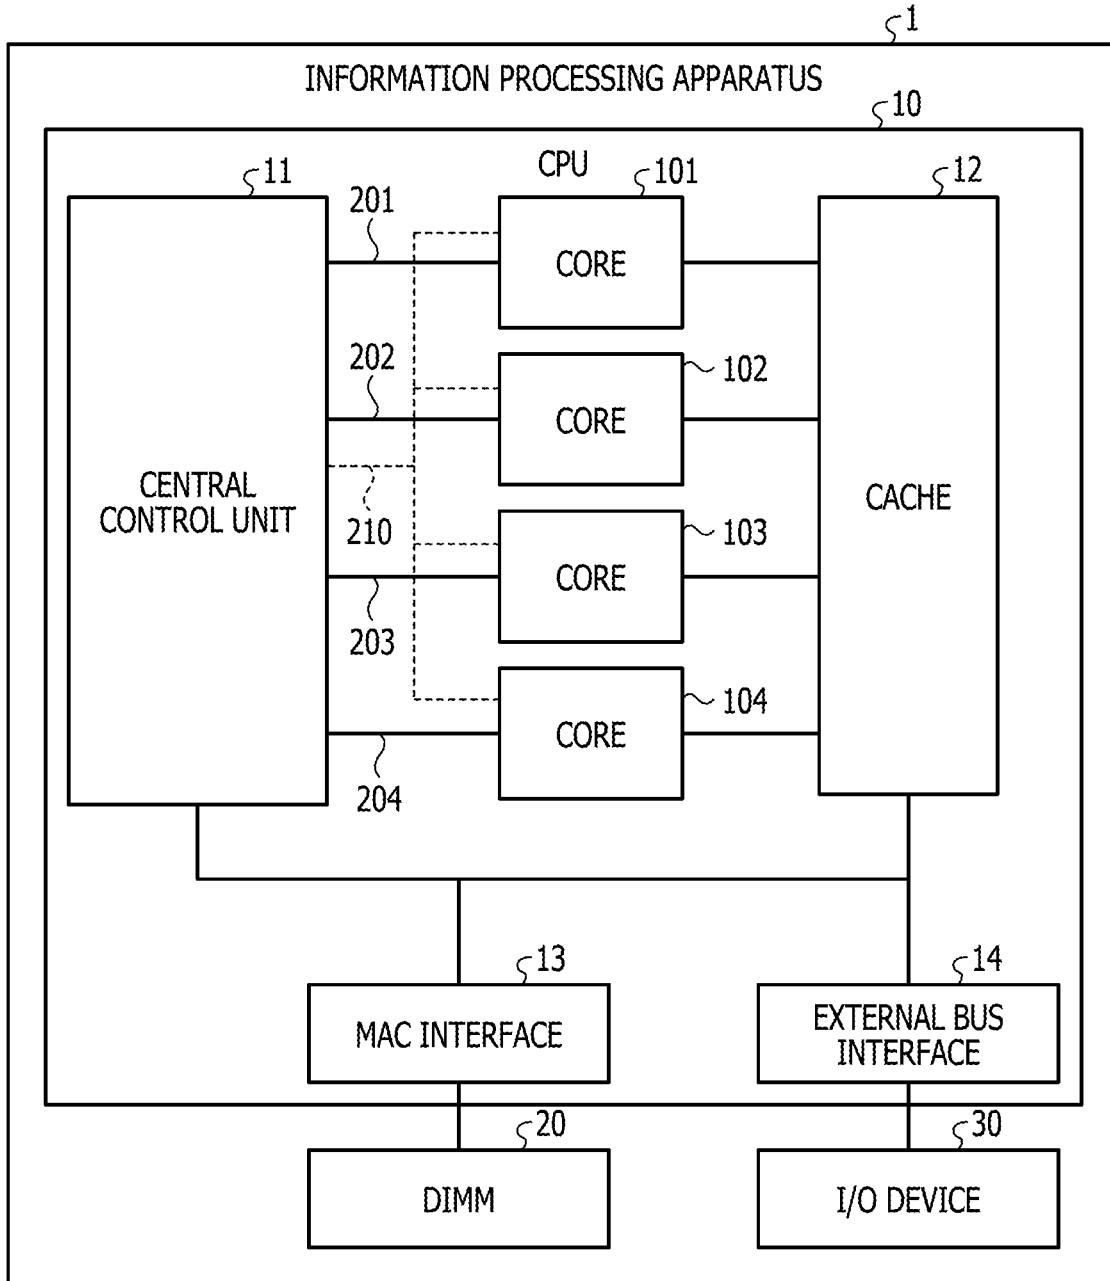 1
INFORMATION PROCESSING APPARATUS
10
CPU
11
101
12
201
CORE
202
102
CORE
CENTRAL
CONTROL UNIT
CACHE
210
103
CORE
203
104
CORE
204
13
14
MAC INTERFACE
EXTERNAL BUS
INTERFACE
20
30
DIMM
I/O DEVICE